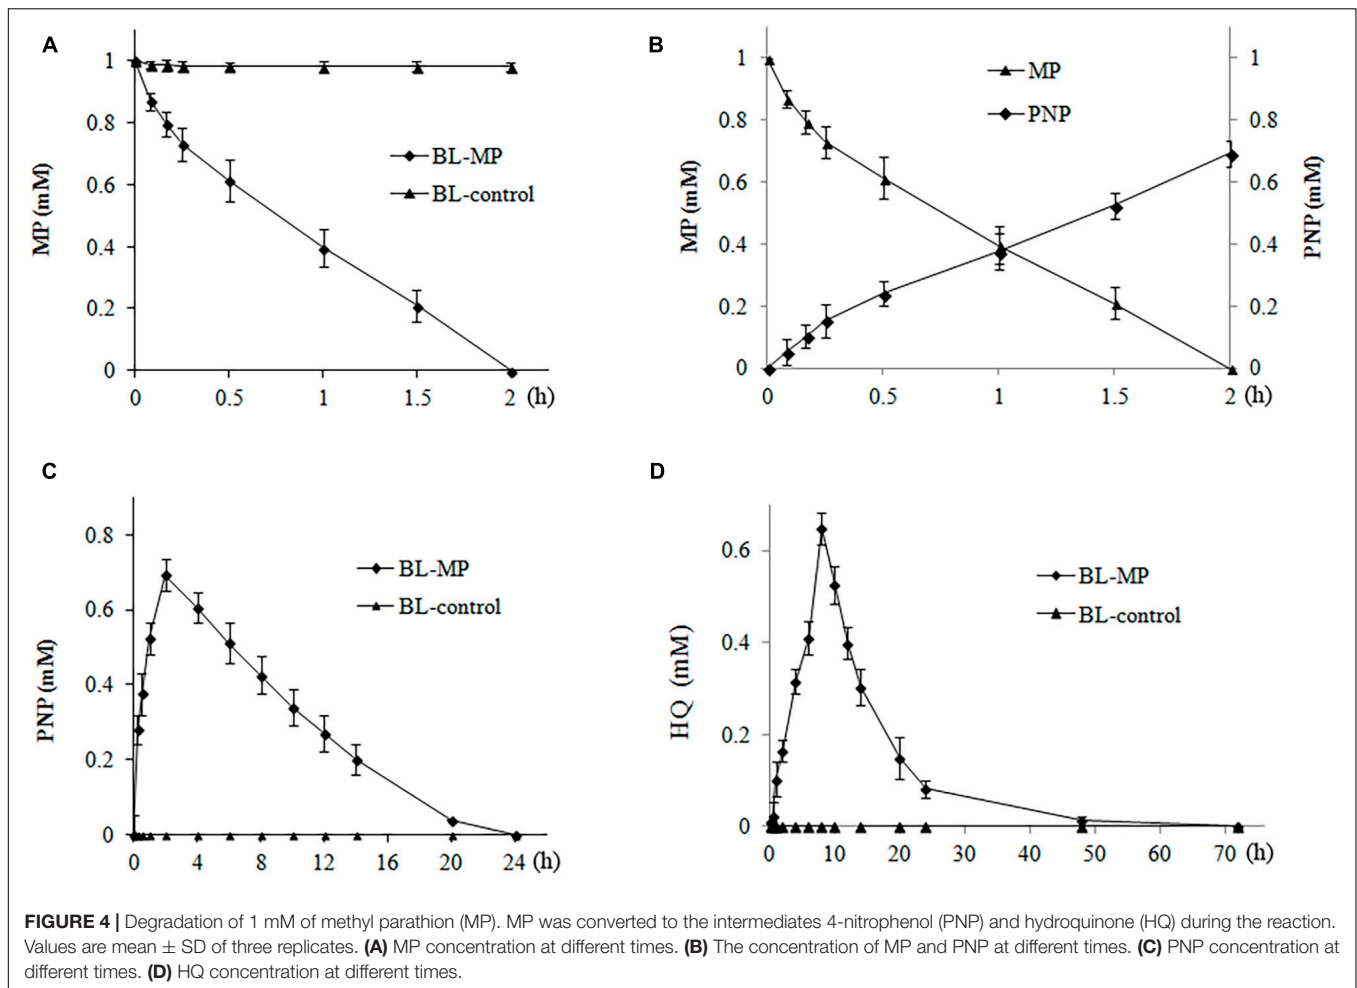 A
1
0.8
0.6
0.4
0.2
0
MP (mM)
BL-MP
BL-control
0 0.5 1 1.5 2 (h)
B
1
0.8
0.6
0.4
0.2
0
MP (mM)
MP
PNP
1
0.8
0.6
0.4
0.2
0
PNP (mM)
0 0.5 1 1.5 2 (h)
C
0.8
0.6
0.4
0.2
0
PNP (mM)
BL-MP
BL-control
0 4 8 12 16 20 24 (h)
D
0.6
0.4
0.2
0
HQ (mM)
BL-MP
BL-control
0 10 20 30 40 50 60 70 (h)
FIGURE 4 | Degradation of 1 mM of methyl parathion (MP). MP was converted to the intermediates 4-nitrophenol (PNP) and hydroquinone (HQ) during the reaction.
Values are mean ± SD of three replicates. (A) MP concentration at different times. (B) The concentration of MP and PNP at different times. (C) PNP concentration at
different times. (D) HQ concentration at different times.